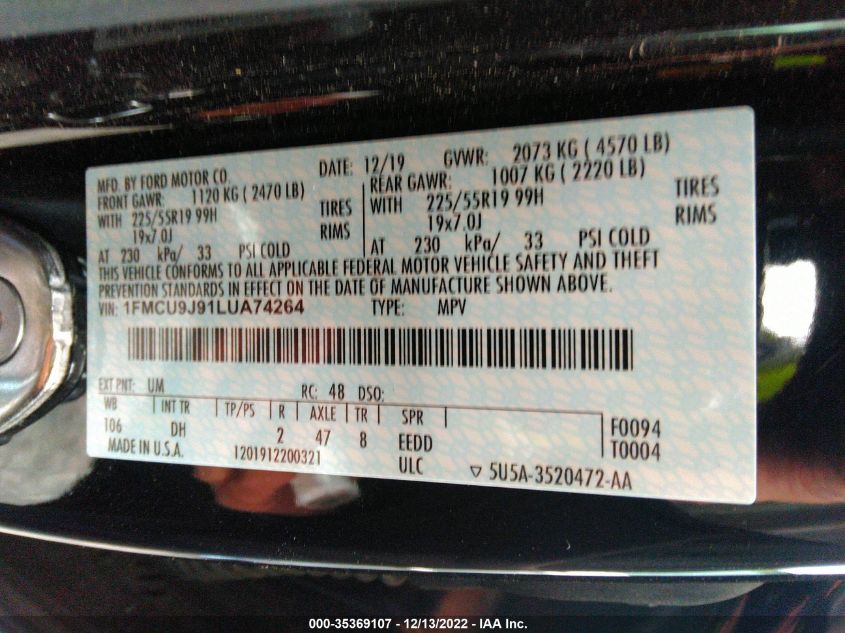 MFD. BY FORD MOTOR CO. DATE: 12/19 GVWR: 2073 KG ( 4570 LB)
FRONT GAWR: 1120 KG ( 2470 LB) REAR GAWR: 1007 KG ( 2220 LB)
WITH 225/55R19 99H TIRES WITH 225/55R19 99H TIRES
19x7.0J RIMS 19x7.0J RIMS
AT 230 kPa/ 33 PSI COLD AT 230 kPa/ 33 PSI COLD
THIS VEHICLE CONFORMS TO ALL APPLICABLE FEDERAL MOTOR VEHICLE SAFETY AND THEFT
PREVENTION STANDARDS IN EFFECT ON THE DATE OF MANUFACTURE SHOWN ABOVE.
VIN: 1FMCU9J91LUA74264 TYPE: MPV
EXT PNT: UM RC: 48 DSO:
WB INT TR TP/PS R AXLE TR SPR
106 DH 2 47 8 EEDD F0094
MADE IN U.S.A. 1201912200321 ULC T0004
5U5A-3520472-AA
000-35369107 - 12/13/2022 - IAA Inc.